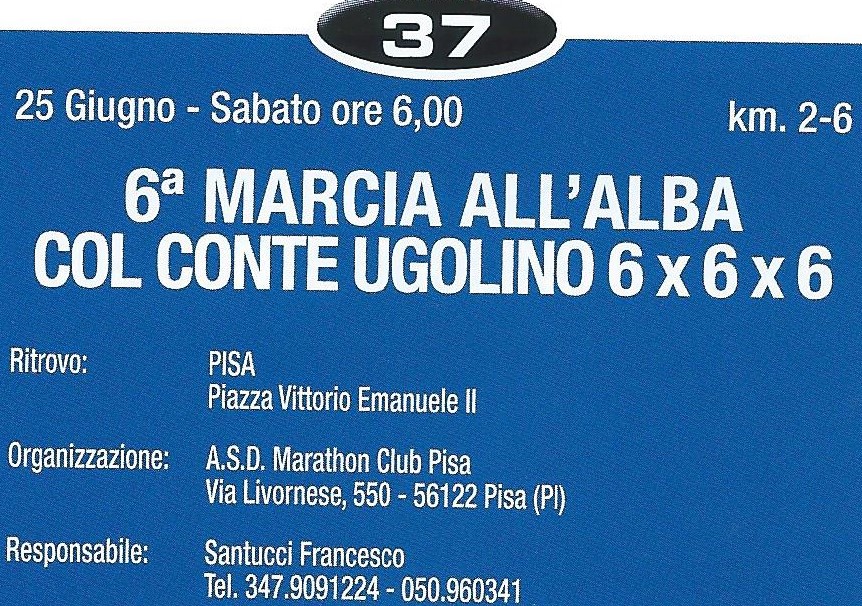 37
25 Giugno - Sabato ore 6,00 km. 2-6
6ª MARCIA ALL'ALBA
COL CONTE UGOLINO 6 x 6 x 6
Ritrovo: PISA
Piazza Vittorio Emanuele II
Organizzazione: A.S.D. Marathon Club Pisa
Via Livornese, 550 - 56122 Pisa (PI)
Responsabile: Santucci Francesco
Tel. 347.9091224 - 050.960341